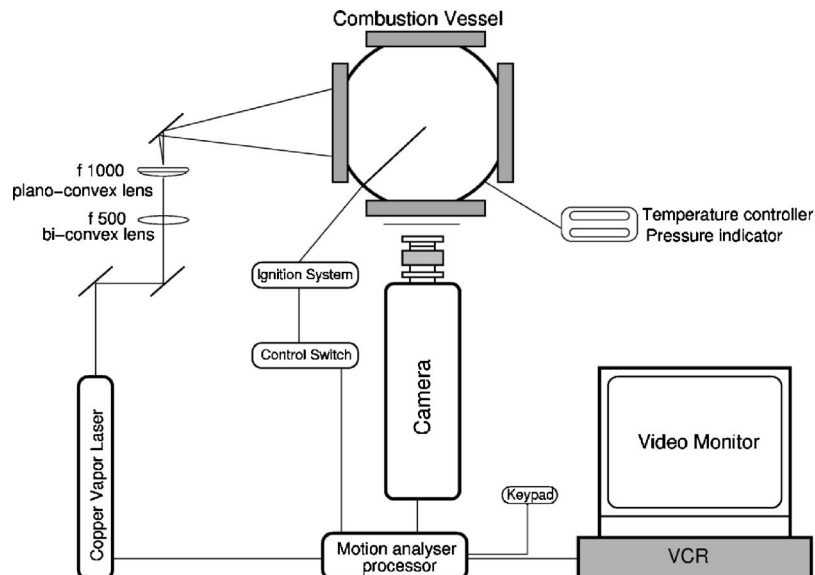 Combustion Vessel
f 1000
plano-convex lens
f 500
bi-convex lens
Temperature controller
Pressure indicator
Ignition System
Control Switch
Camera
Copper Vapor Laser
Video Monitor
Keypad
Motion analyser
processor
VCR